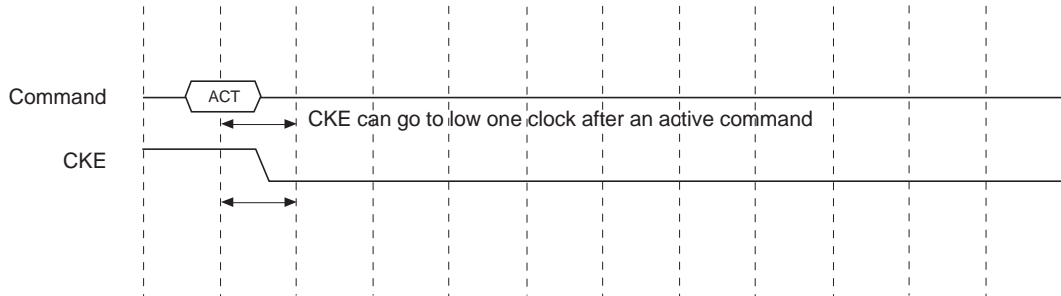 Command
ACT
CKE can go to low one clock after an active command
CKE